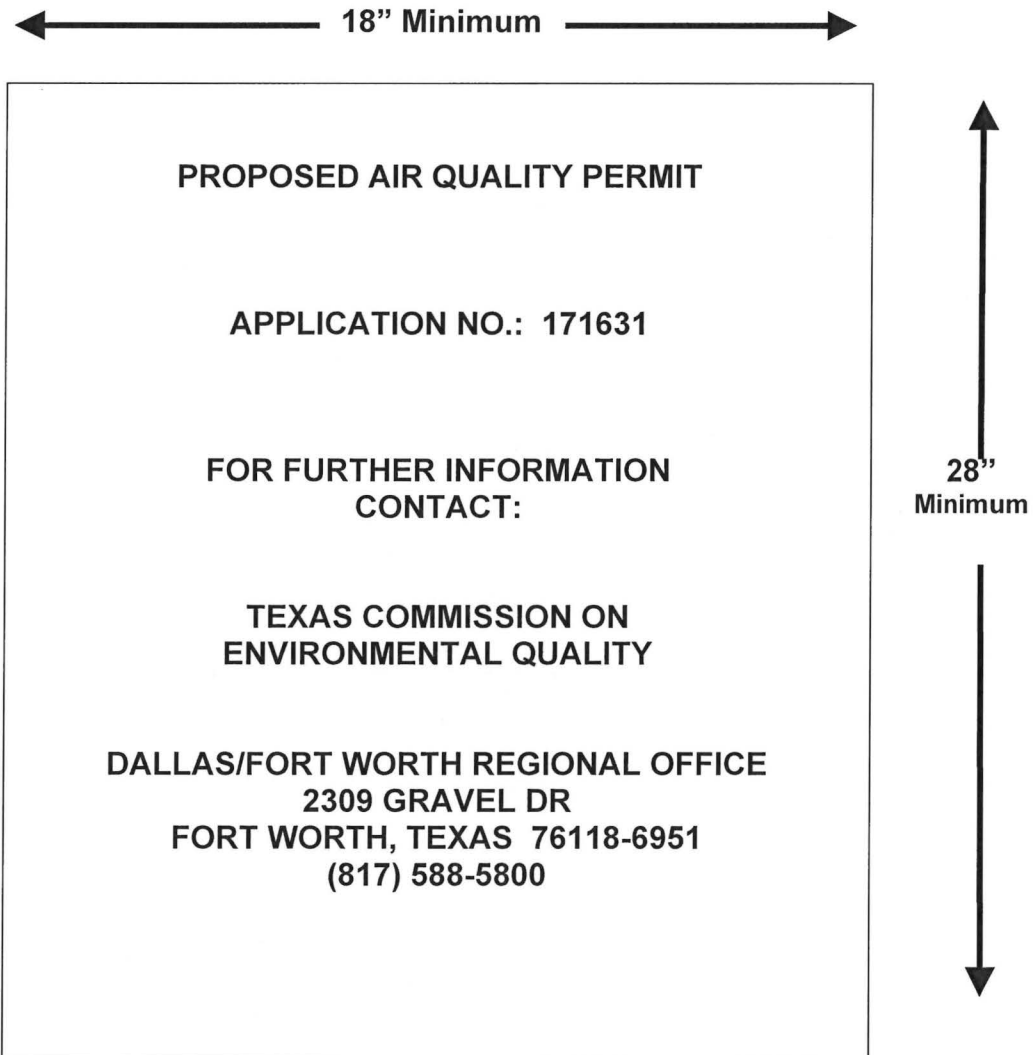 18” Minimum
PROPOSED AIR QUALITY PERMIT
APPLICATION NO.: 171631
FOR FURTHER INFORMATION
CONTACT:
28”
Minimum
TEXAS COMMISSION ON
ENVIRONMENTAL QUALITY
DALLAS/FORT WORTH REGIONAL OFFICE
2309 GRAVEL DR
FORT WORTH, TEXAS 76118-6951
(817) 588-5800